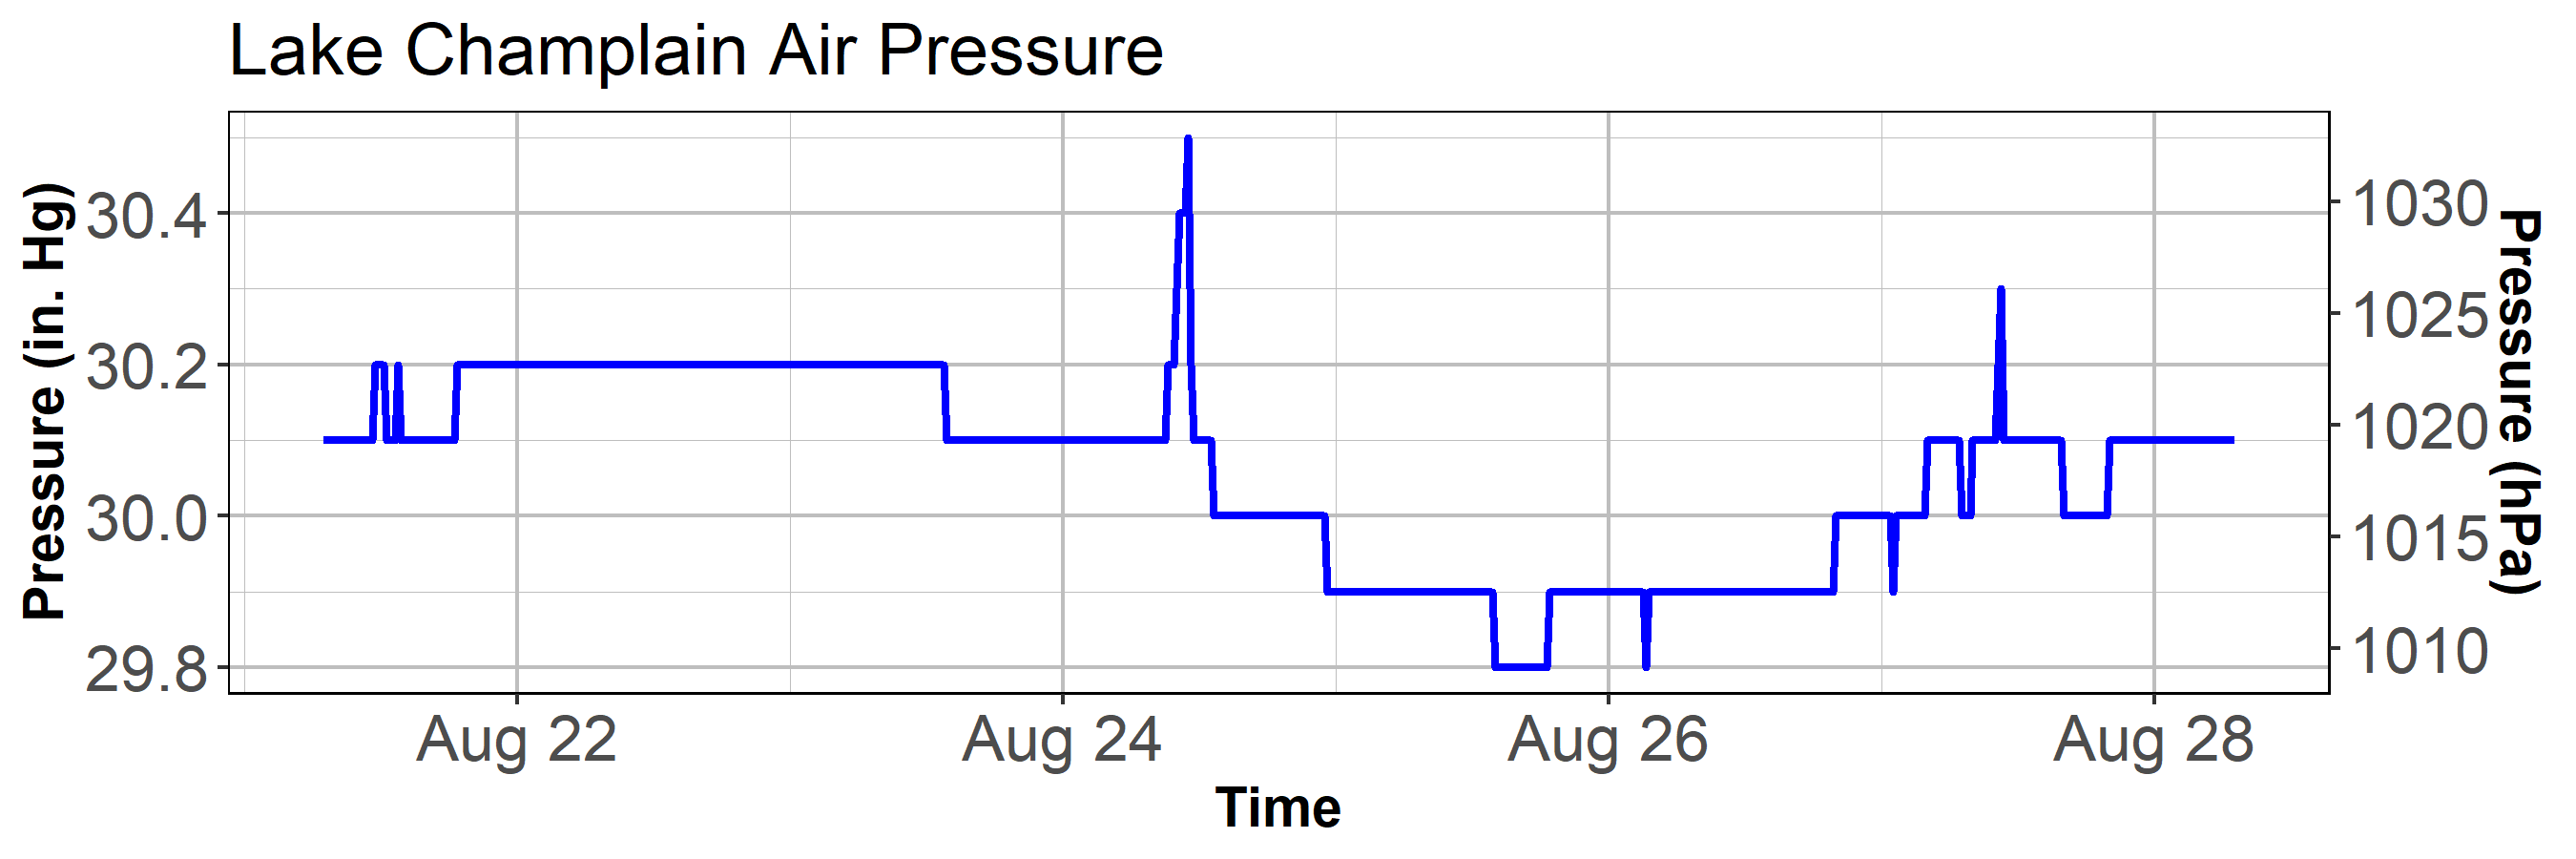 Lake Champlain Air Pressure
Pressure (in. Hg)
30.4
30.2
30.0
29.8
1030
1025
1020
1015
1010
Pressure (hPa)
Aug 22 Aug 24 Aug 26 Aug 28
Time